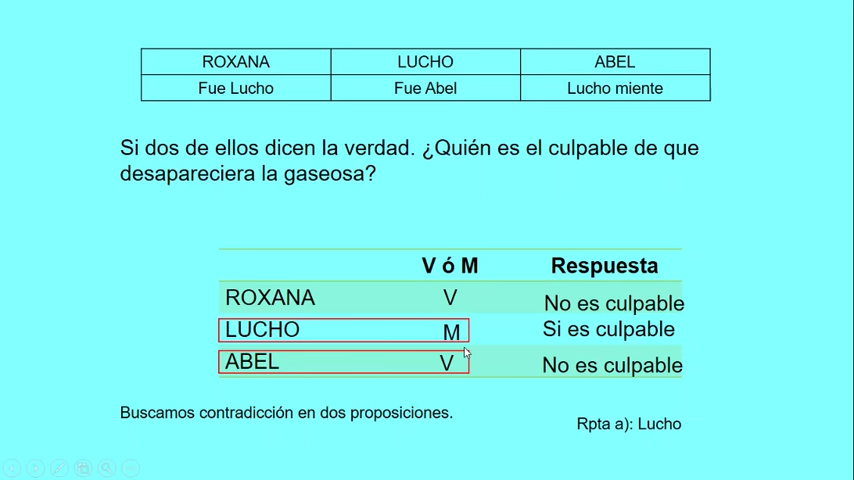 ROXANA LUCHO ABEL
Fue Lucho Fue Abel Lucho miente
Si dos de ellos dicen la verdad. ¿Quién es el culpable de que
desapareciera la gaseosa?
V ó M Respuesta
ROXANA V No es culpable
LUCHO M Si es culpable
ABEL V No es culpable
Buscamos contradicción en dos proposiciones.
Rpta a): Lucho